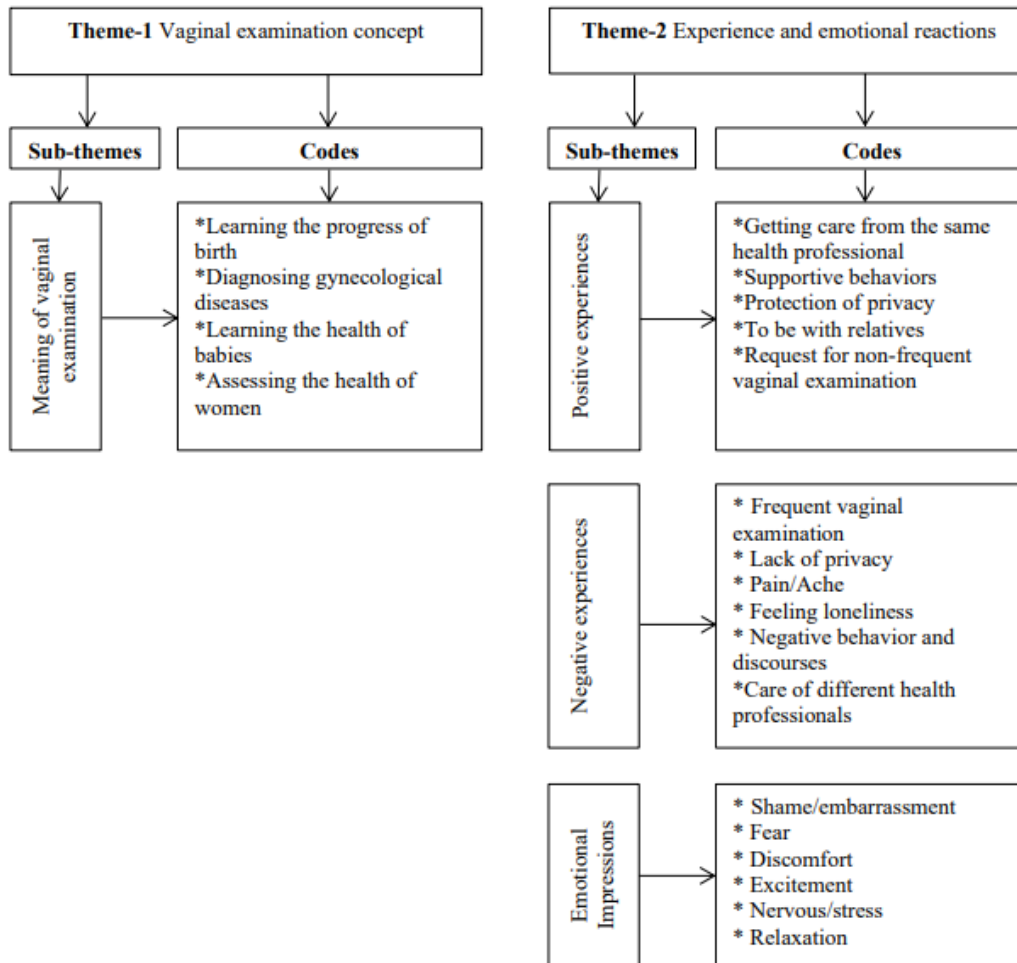 Theme-1 Vaginal examination concept
Sub-themes
Codes
Meaning of vaginal
examination
*Learning the progress of
birth
*Diagnosing gynecological
diseases
*Learning the health of
babies
*Assessing the health of
women
Theme-2 Experience and emotional reactions
Sub-themes
Codes
Positive experiences
*Getting care from the same
health professional
*Supportive behaviors
*Protection of privacy
*To be with relatives
*Request for non-frequent
vaginal examination
Negative experiences
* Frequent vaginal
examination
* Lack of privacy
* Pain/Ache
* Feeling loneliness
* Negative behavior and
discourses
*Care of different health
professionals
Emotional
Impressions
* Shame/embarrassment
* Fear
* Discomfort
* Excitement
* Nervous/stress
* Relaxation